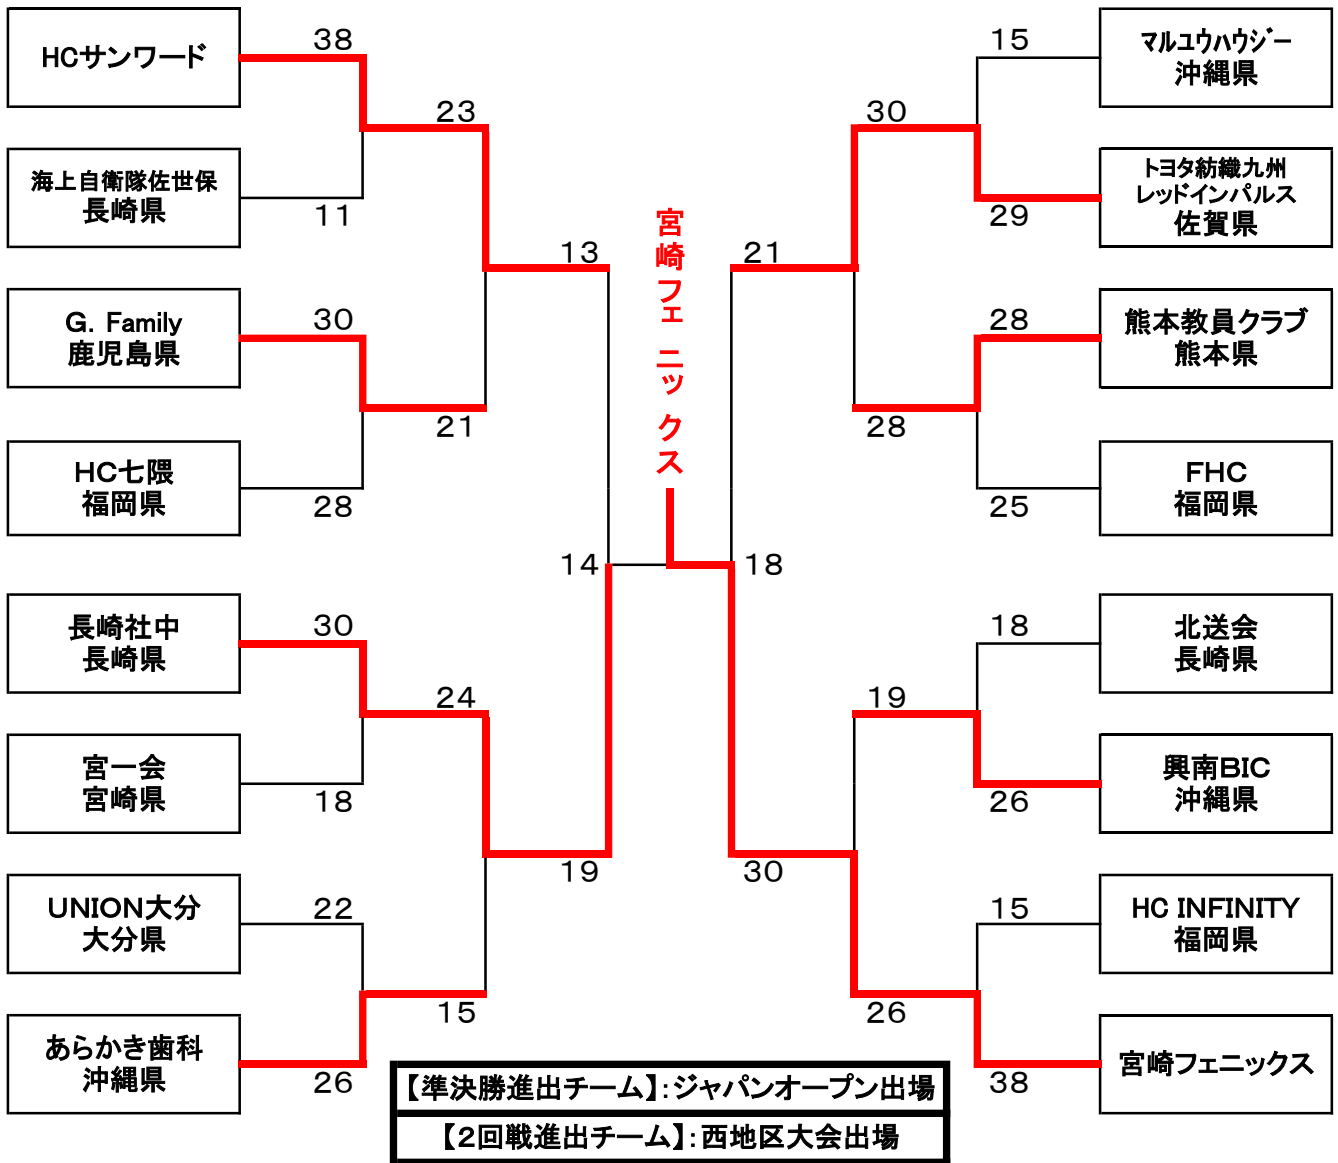 HCサンワード
海上自衛隊佐世保
長崎県
G. Family
鹿児島県
HC七隈
福岡県
長崎社中
長崎県
宮一会
宮崎県
UNION大分
大分県
あらかき歯科
沖縄県
38
11
30
28
30
18
22
26
23
21
24
15
13
19
14
宮崎フェニックス
18
21
30
30
28
19
26
15
29
28
25
18
26
15
38
マルユウハウジー
沖縄県
トヨタ紡織九州
レッドインパルス
佐賀県
熊本教員クラブ
熊本県
FHC
福岡県
北送会
長崎県
興南BIC
沖縄県
HC INFINITY
福岡県
宮崎フェニックス
【準決勝進出チーム】:ジャパンオープン出場
【2回戦進出チーム】:西地区大会出場